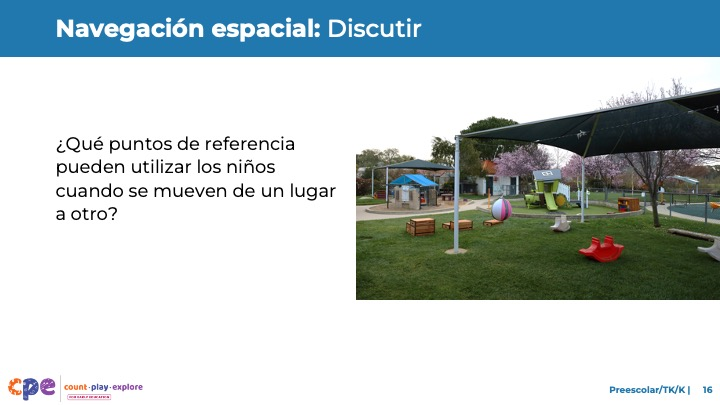 Navegación espacial: Discutir
¿Qué puntos de referencia
pueden utilizar los niños
cuando se mueven de un lugar
a otro?
cpe
count·play·explore
Preescolar/TK/K | 16